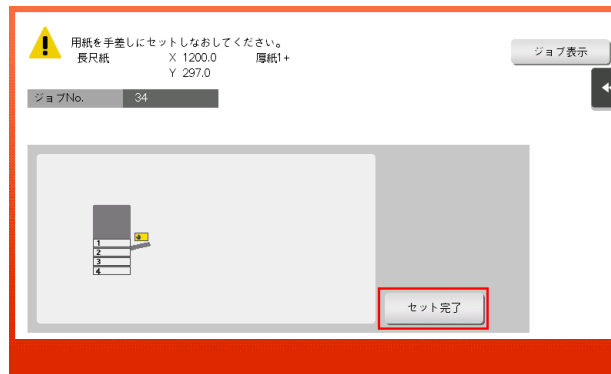 用紙を手差しにセットしなおしてください。
長尺紙 X 1200.0 厚紙1+
Y 297.0
ジョブ表示
ジョブNo. 34
1
2
3
4
セット完了